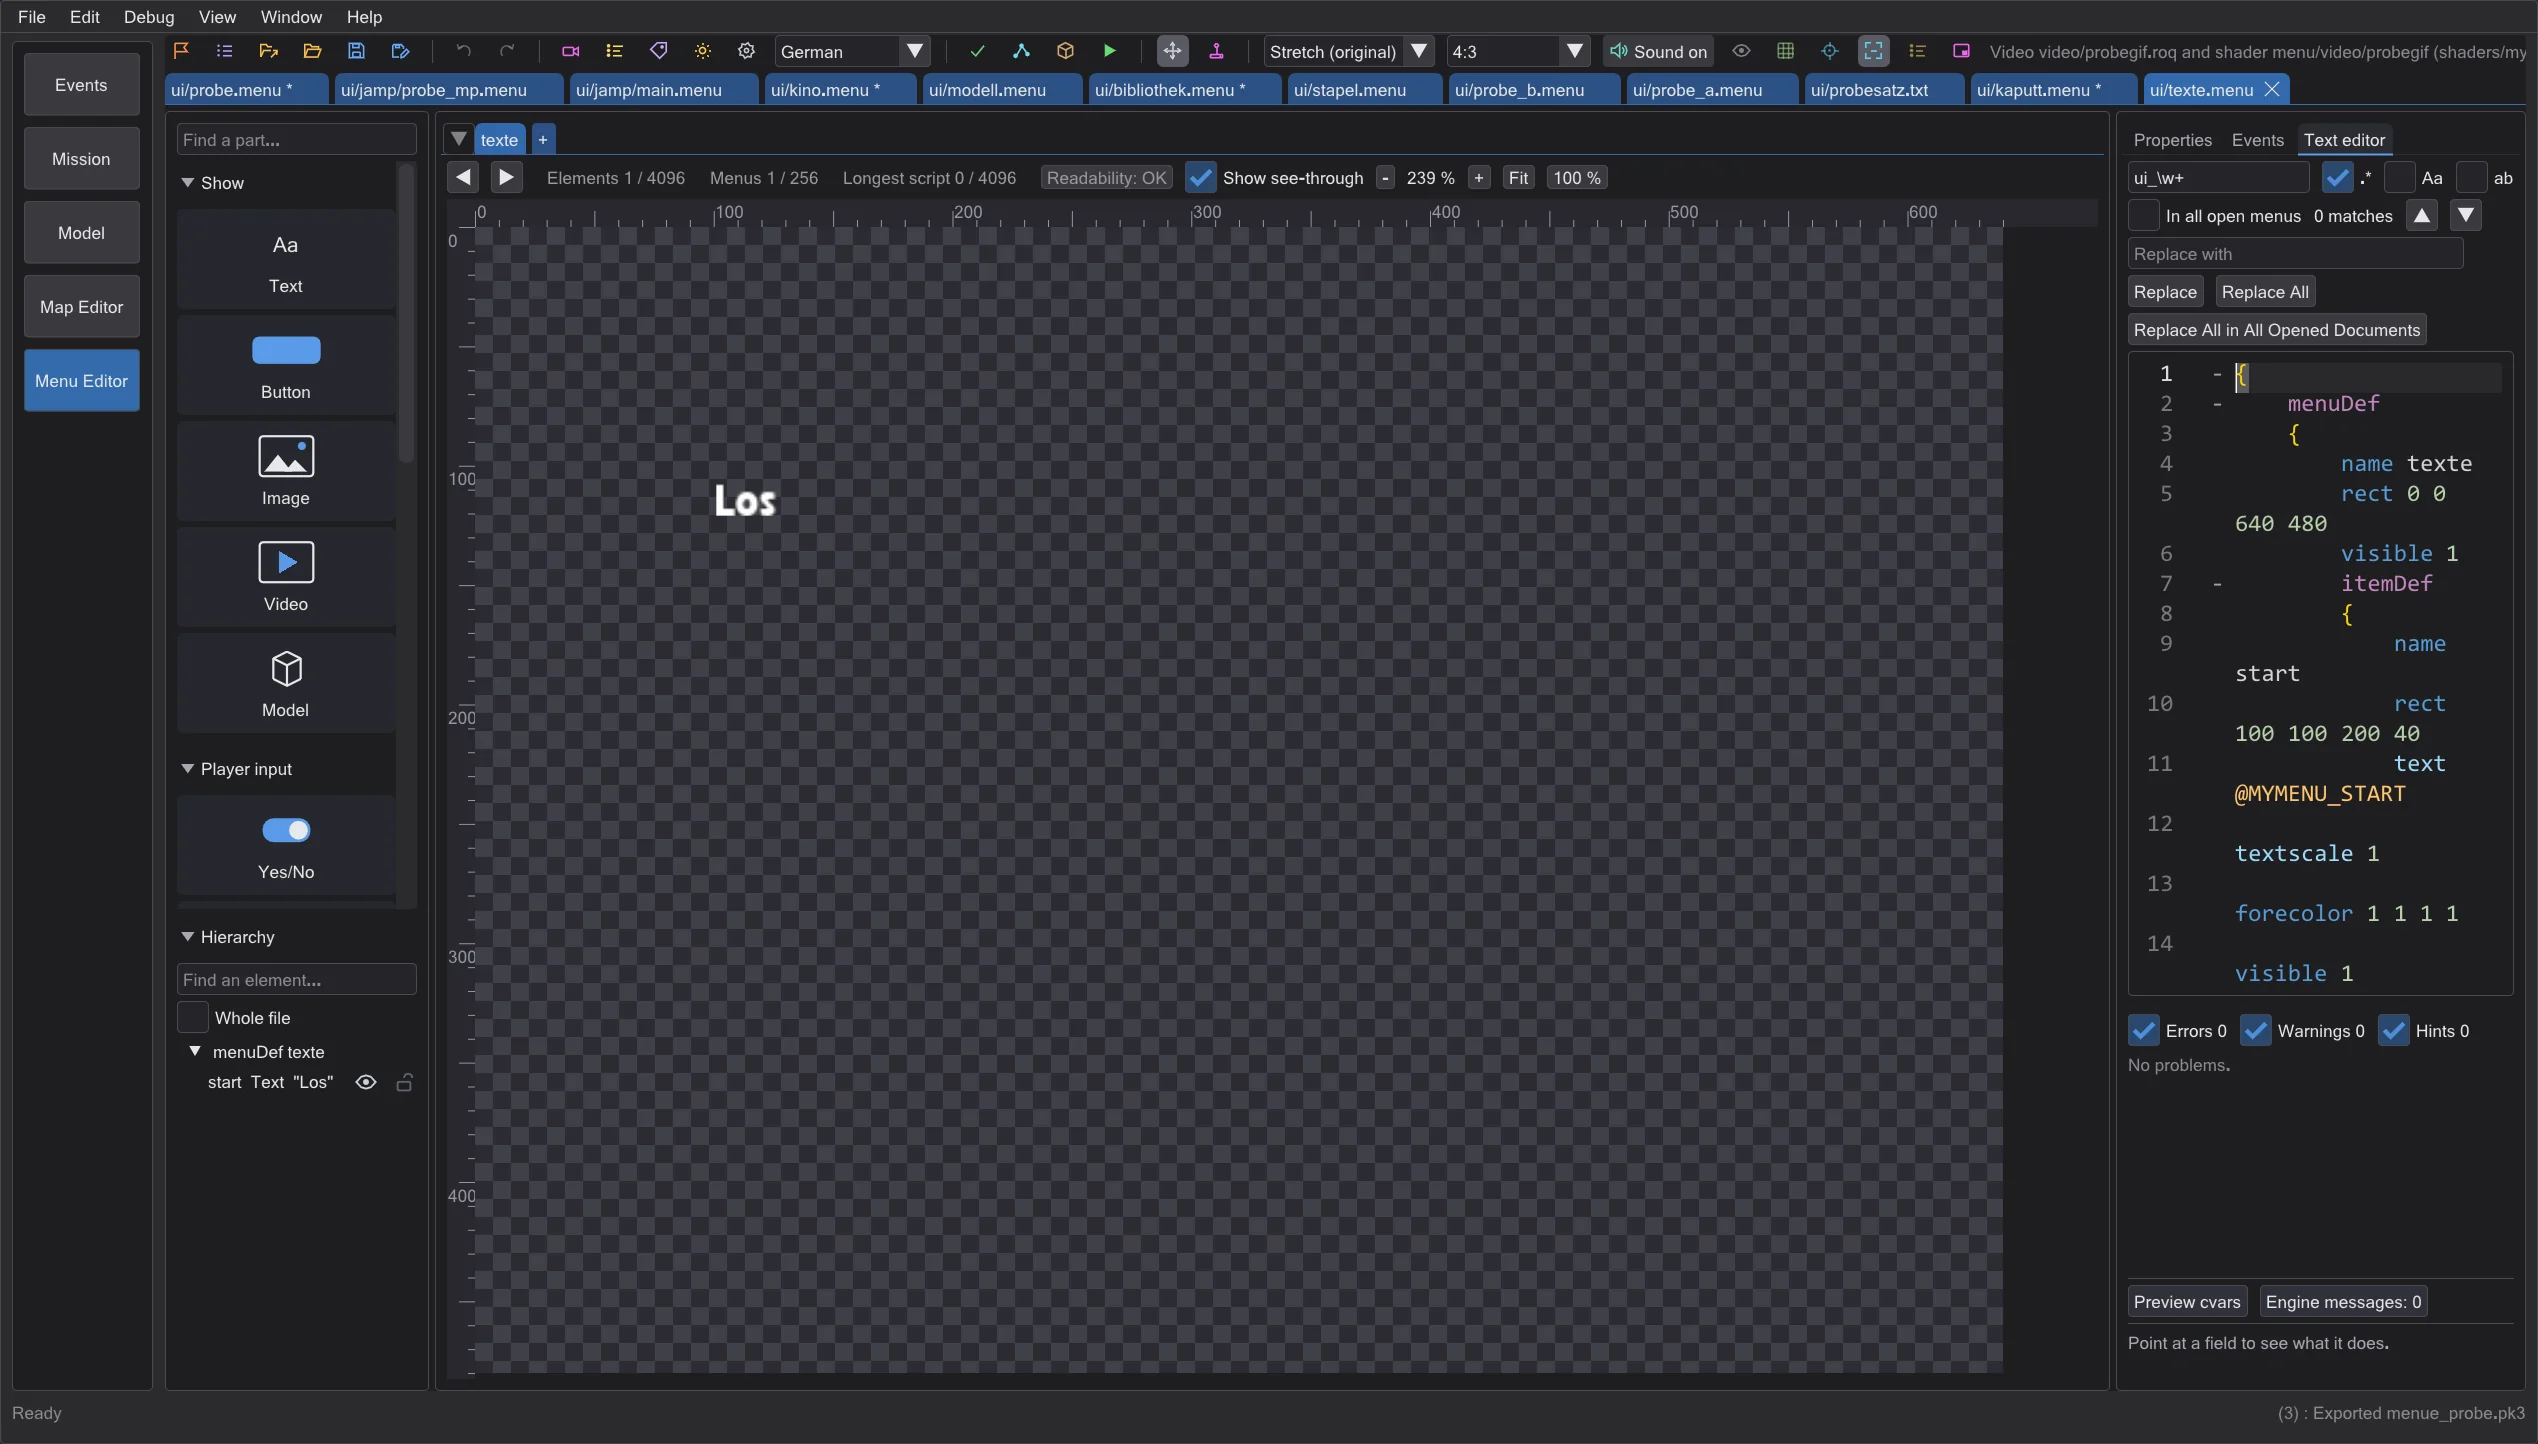 File Edit Debug View Window Help
German Stretch (original) 4:3 Sound on Video video/probegif.roq and shader menu/video/probegif (shaders/my
ui/probe.menu * ui/jamp/probe_mp.menu ui/jamp/main.menu ui/kino.menu * ui/modell.menu ui/bibliothek.menu * ui/stapel.menu ui/probe_b.menu ui/probe_a.menu ui/probesatz.txt ui/kaputt.menu * ui/texte.menu
Events
Mission
Model
Map Editor
Menu Editor
Find a part...
Show
Aa
Text
Button
Image
Video
Model
Player input
Yes/No
Hierarchy
Find an element...
Whole file
menuDef texte
start Text "Los"
texte +
Elements 1 / 4096 Menus 1 / 256 Longest script 0 / 4096 Readability: OK Show see-through - 239 % + Fit 100 %
0 100 200 300 400 500 600
0
100
200
300
400
Los
Properties Events Text editor
ui_\w+ .* Aa ab
In all open menus 0 matches
Replace with
Replace Replace All
Replace All in All Opened Documents
1 - {
2 - menuDef
3 {
4 name texte
5 rect 0 0
640 480
6 visible 1
7 - itemDef
8 {
9 name
start
10 rect
100 100 200 40
11 text
@MYMENU_START
12
textscale 1
13
forecolor 1 1 1 1
14
visible 1
Errors 0 Warnings 0 Hints 0
No problems.
Preview cvars Engine messages: 0
Point at a field to see what it does.
Ready (3) : Exported menue_probe.pk3